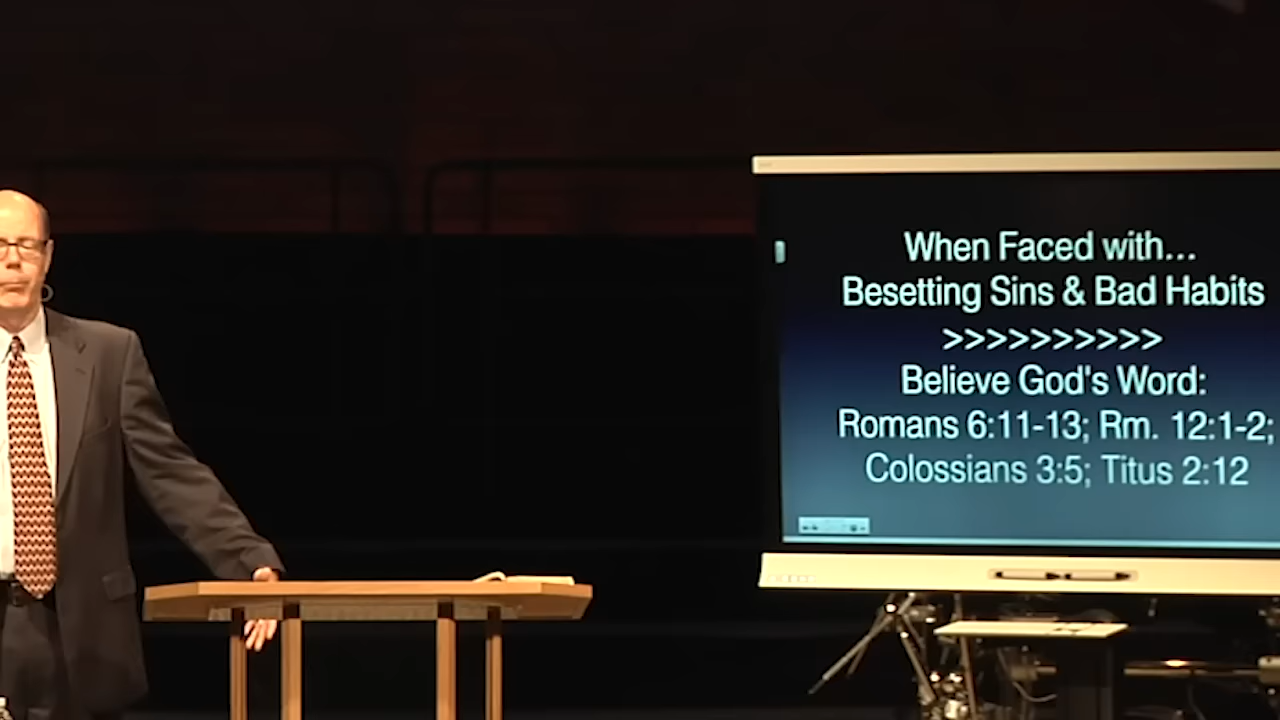 When Faced with...
Besetting Sins & Bad Habits
>>>>>>>>>>
Believe God's Word:
Romans 6:11-13; Rm. 12:1-2;
Colossians 3:5; Titus 2:12